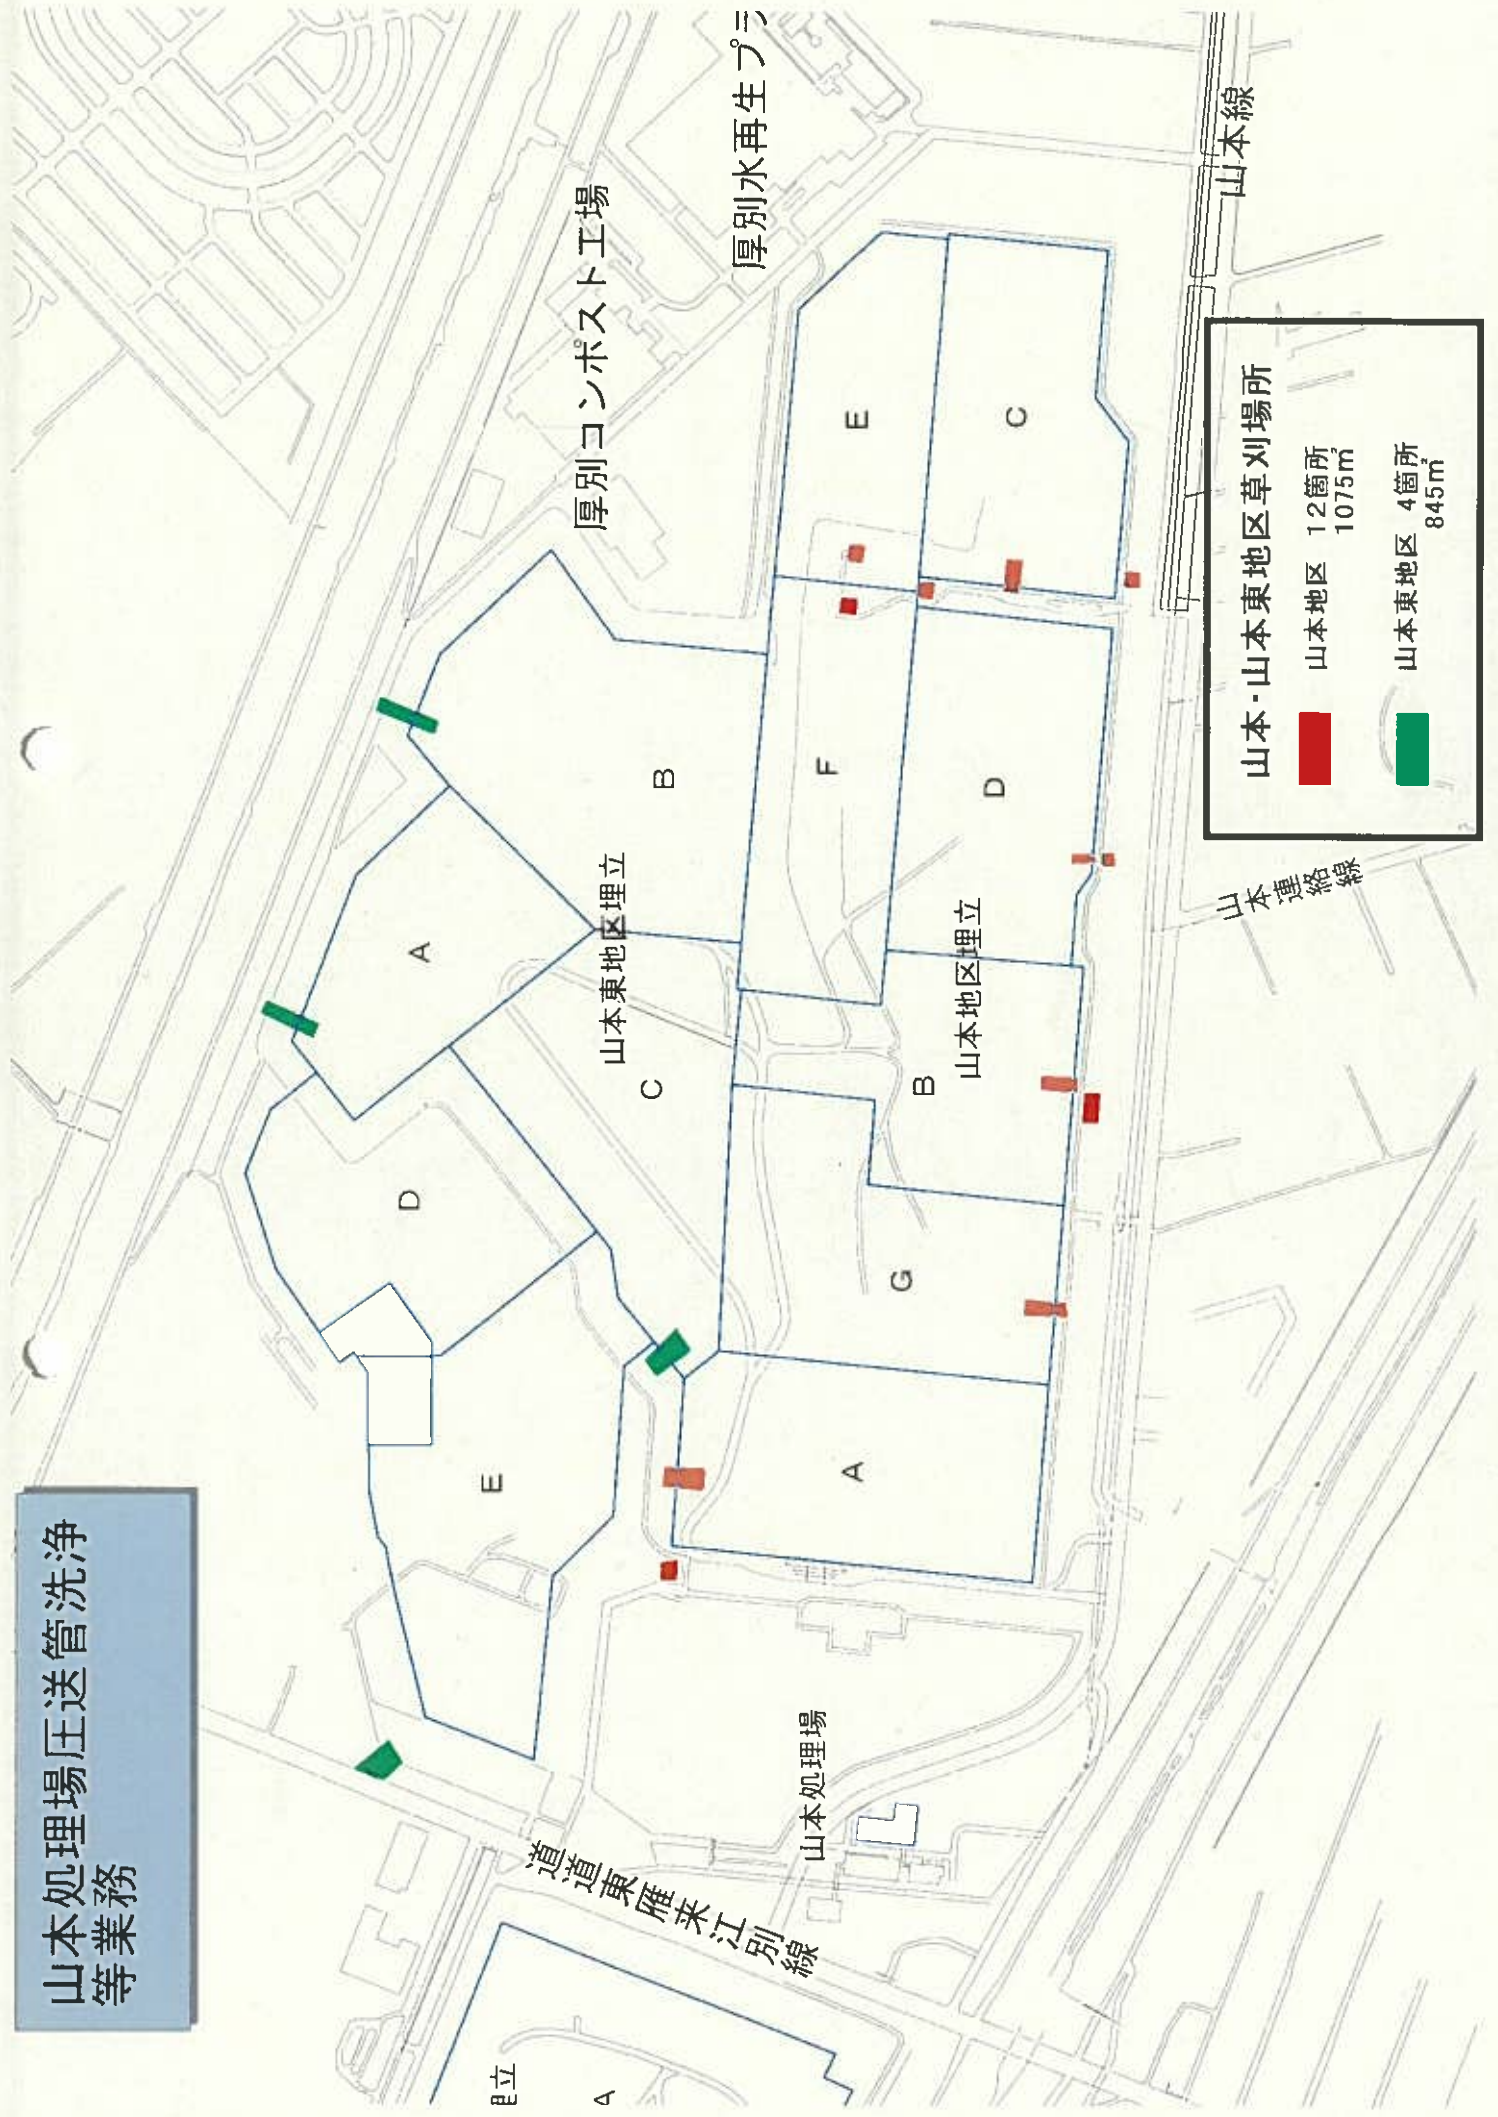 山本処理場圧送管洗浄
等業務
厚別コンポスト工場
厚別水再生プラ
山本線
A
B
山本東地区埋立
C
D
E
E
C
F
D
山本地区埋立
B
G
A
山本連絡線
山本処理場
道道東雁来江別線
立
A
山本・山本東地区草刈場所
山本地区 12箇所
1075㎡
山本東地区 4箇所
845㎡